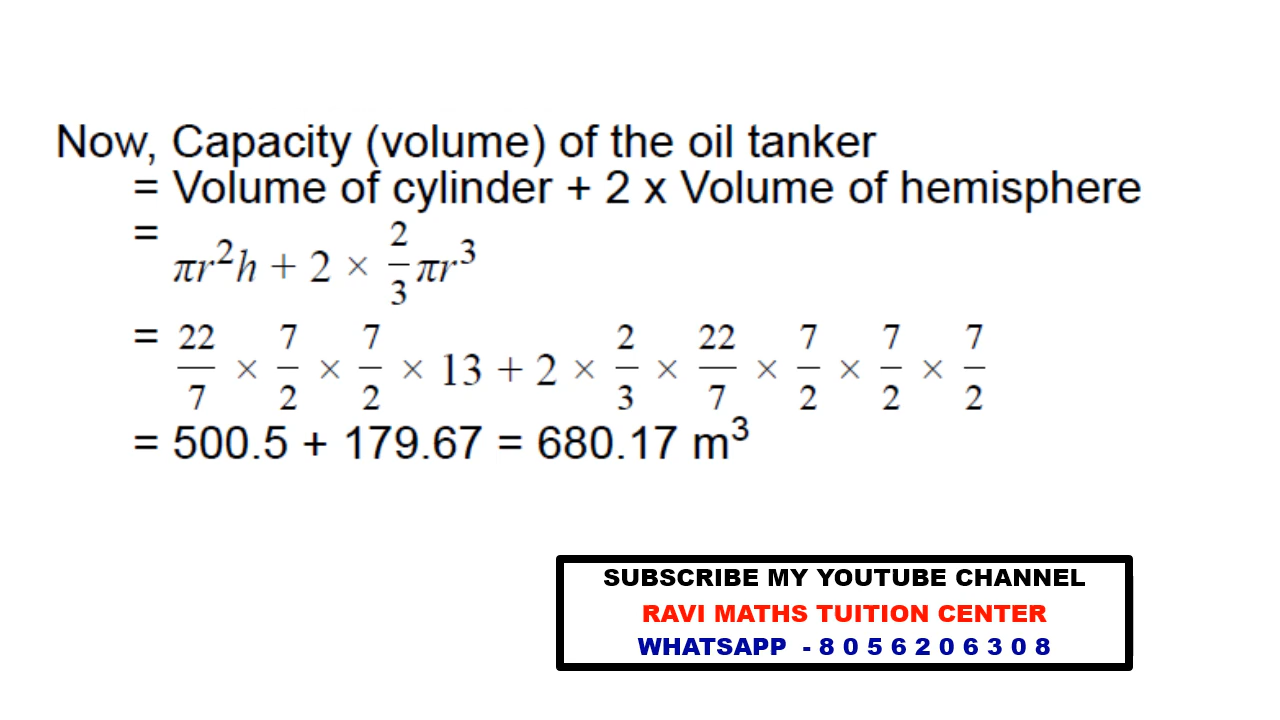 Now, Capacity (volume) of the oil tanker
= Volume of cylinder + 2 x Volume of hemisphere
= πr²h + 2 × 2/3 πr³
= 22/7 × 7/2 × 7/2 × 13 + 2 × 2/3 × 22/7 × 7/2 × 7/2 × 7/2
= 500.5 + 179.67 = 680.17 m³
SUBSCRIBE MY YOUTUBE CHANNEL
RAVI MATHS TUITION CENTER
WHATSAPP - 8 0 5 6 2 0 6 3 0 8